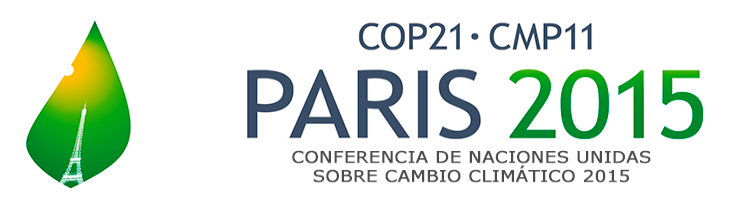 COP21 · CMP11
PARIS 2015
CONFERENCIA DE NACIONES UNIDAS
SOBRE CAMBIO CLIMÁTICO 2015